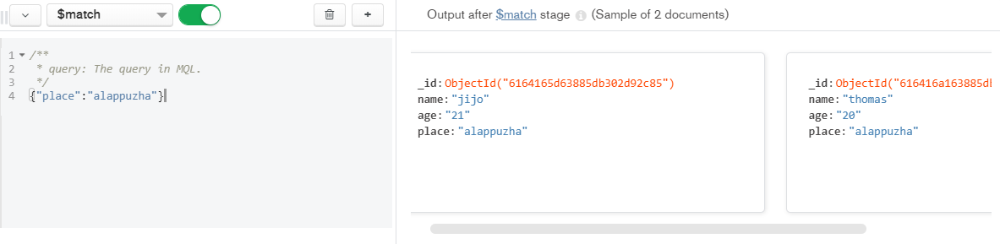 $match
Output after $match stage (Sample of 2 documents)
1 /**
2  * query: The query in MQL.
3  */
4 {"place":"alappuzha"}
_id:ObjectId("6164165d63885db302d92c85")
name:"jijo"
age:"21"
place:"alappuzha"
_id:ObjectId("616416a163885d
name:"thomas"
age:"20"
place:"alappuzha"